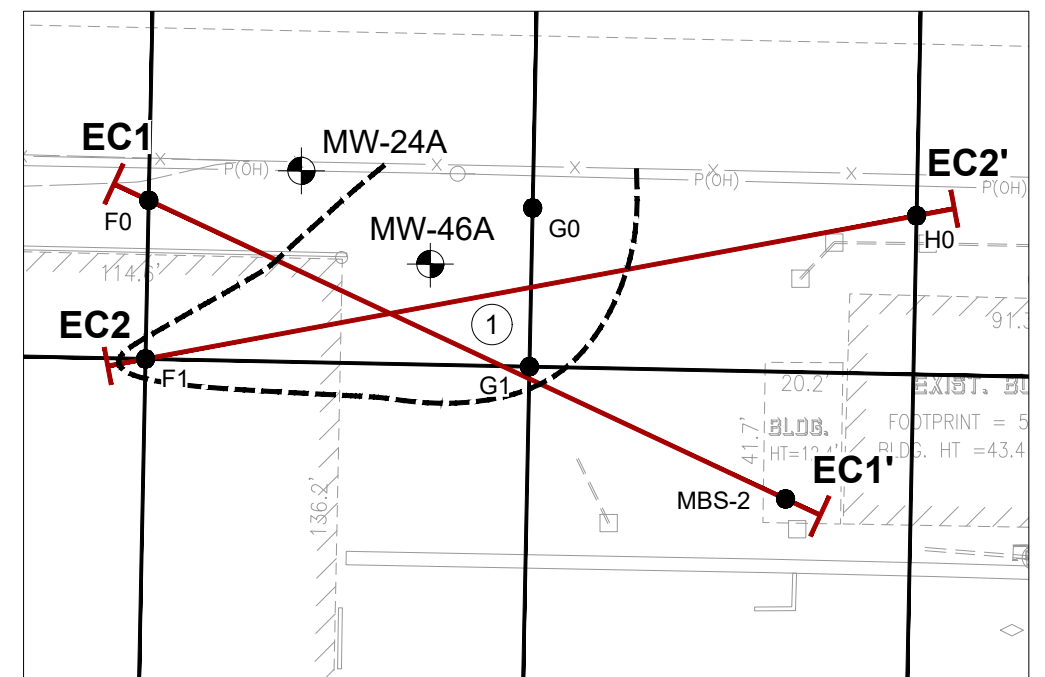 EC1
MW-24A
EC2'
X
X
X
X
X
P(OH)
P(OH)
P(OH)
F0
MW-46A
G0
H0
114.6'
EC2
1
91.3
F1
G1
20.2'
EXIST. BU
41.7'
BLDG.
FOOTPRINT = 5
HT=12.4'
BLDG. HT =43.4
EC1'
136.2'
MBS-2